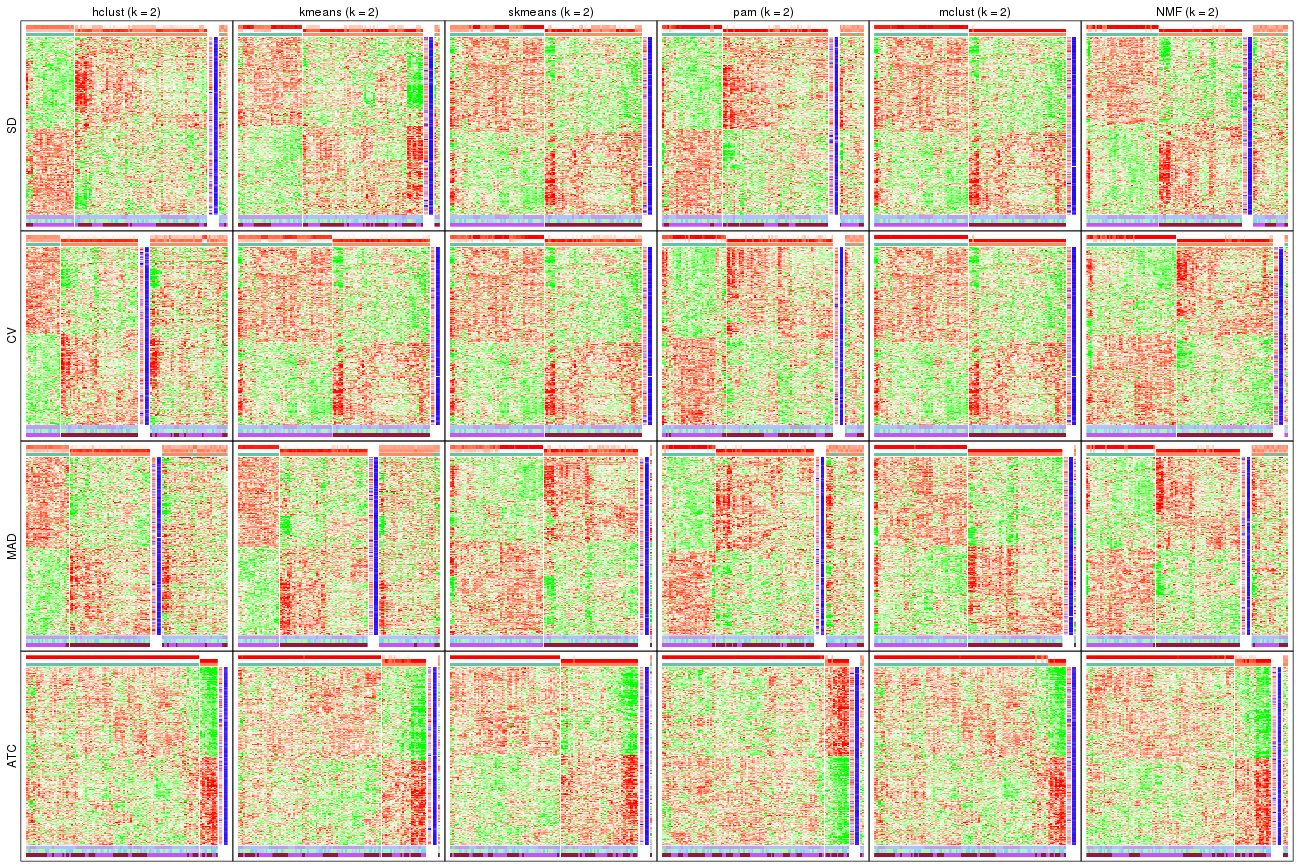 hclust (k = 2) kmeans (k = 2) skmeans (k = 2) pam (k = 2) mclust (k = 2) NMF (k = 2)
SD
CV
MAD
ATC